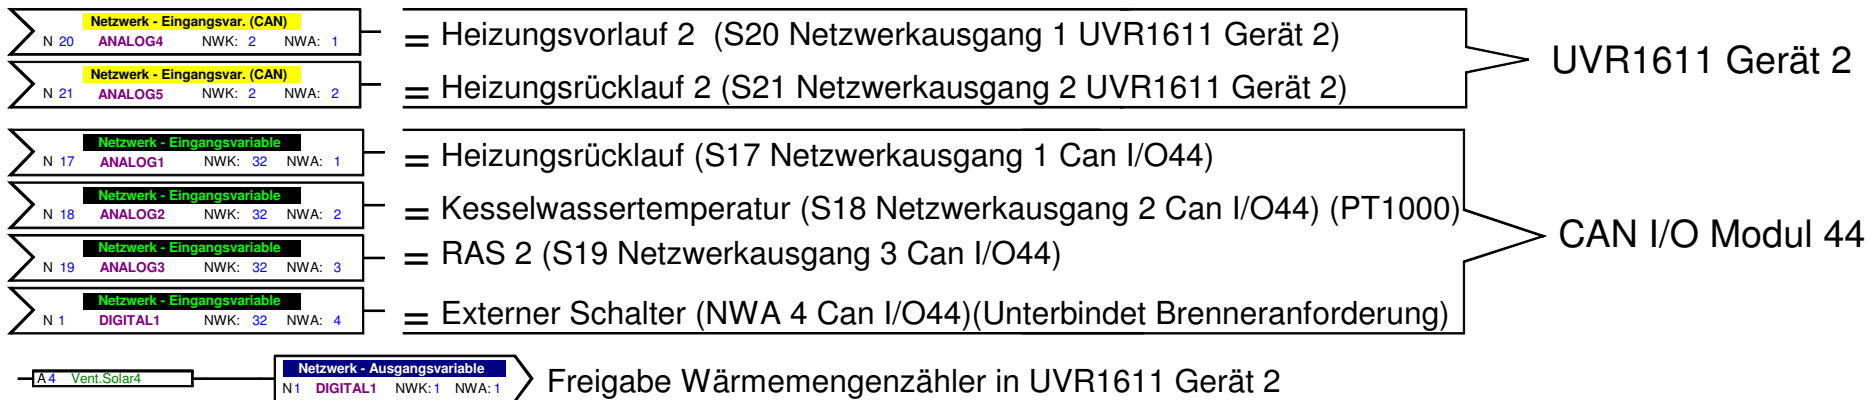 Netzwerk - Eingangsvar. (CAN)
N 20 ANALOG4 NWK: 2 NWA: 1
= Heizungsvorlauf 2 (S20 Netzwerkausgang 1 UVR1611 Gerät 2)
Netzwerk - Eingangsvar. (CAN)
N 21 ANALOG5 NWK: 2 NWA: 2
= Heizungsrücklauf 2 (S21 Netzwerkausgang 2 UVR1611 Gerät 2)
UVR1611 Gerät 2
Netzwerk - Eingangsvariable
N 17 ANALOG1 NWK: 32 NWA: 1
= Heizungsrücklauf (S17 Netzwerkausgang 1 Can I/O44)
Netzwerk - Eingangsvariable
N 18 ANALOG2 NWK: 32 NWA: 2
= Kesselwassertemperatur (S18 Netzwerkausgang 2 Can I/O44) (PT1000)
Netzwerk - Eingangsvariable
N 19 ANALOG3 NWK: 32 NWA: 3
= RAS 2 (S19 Netzwerkausgang 3 Can I/O44)
Netzwerk - Eingangsvariable
N 1 DIGITAL1 NWK: 32 NWA: 4
= Externer Schalter (NWA 4 Can I/O44)(Unterbindet Brenneranforderung)
CAN I/O Modul 44
A 4 Vent.Solar4
Netzwerk - Ausgangsvariable
N 1 DIGITAL1 NWK: 1 NWA: 1
Freigabe Wärmemengenzähler in UVR1611 Gerät 2